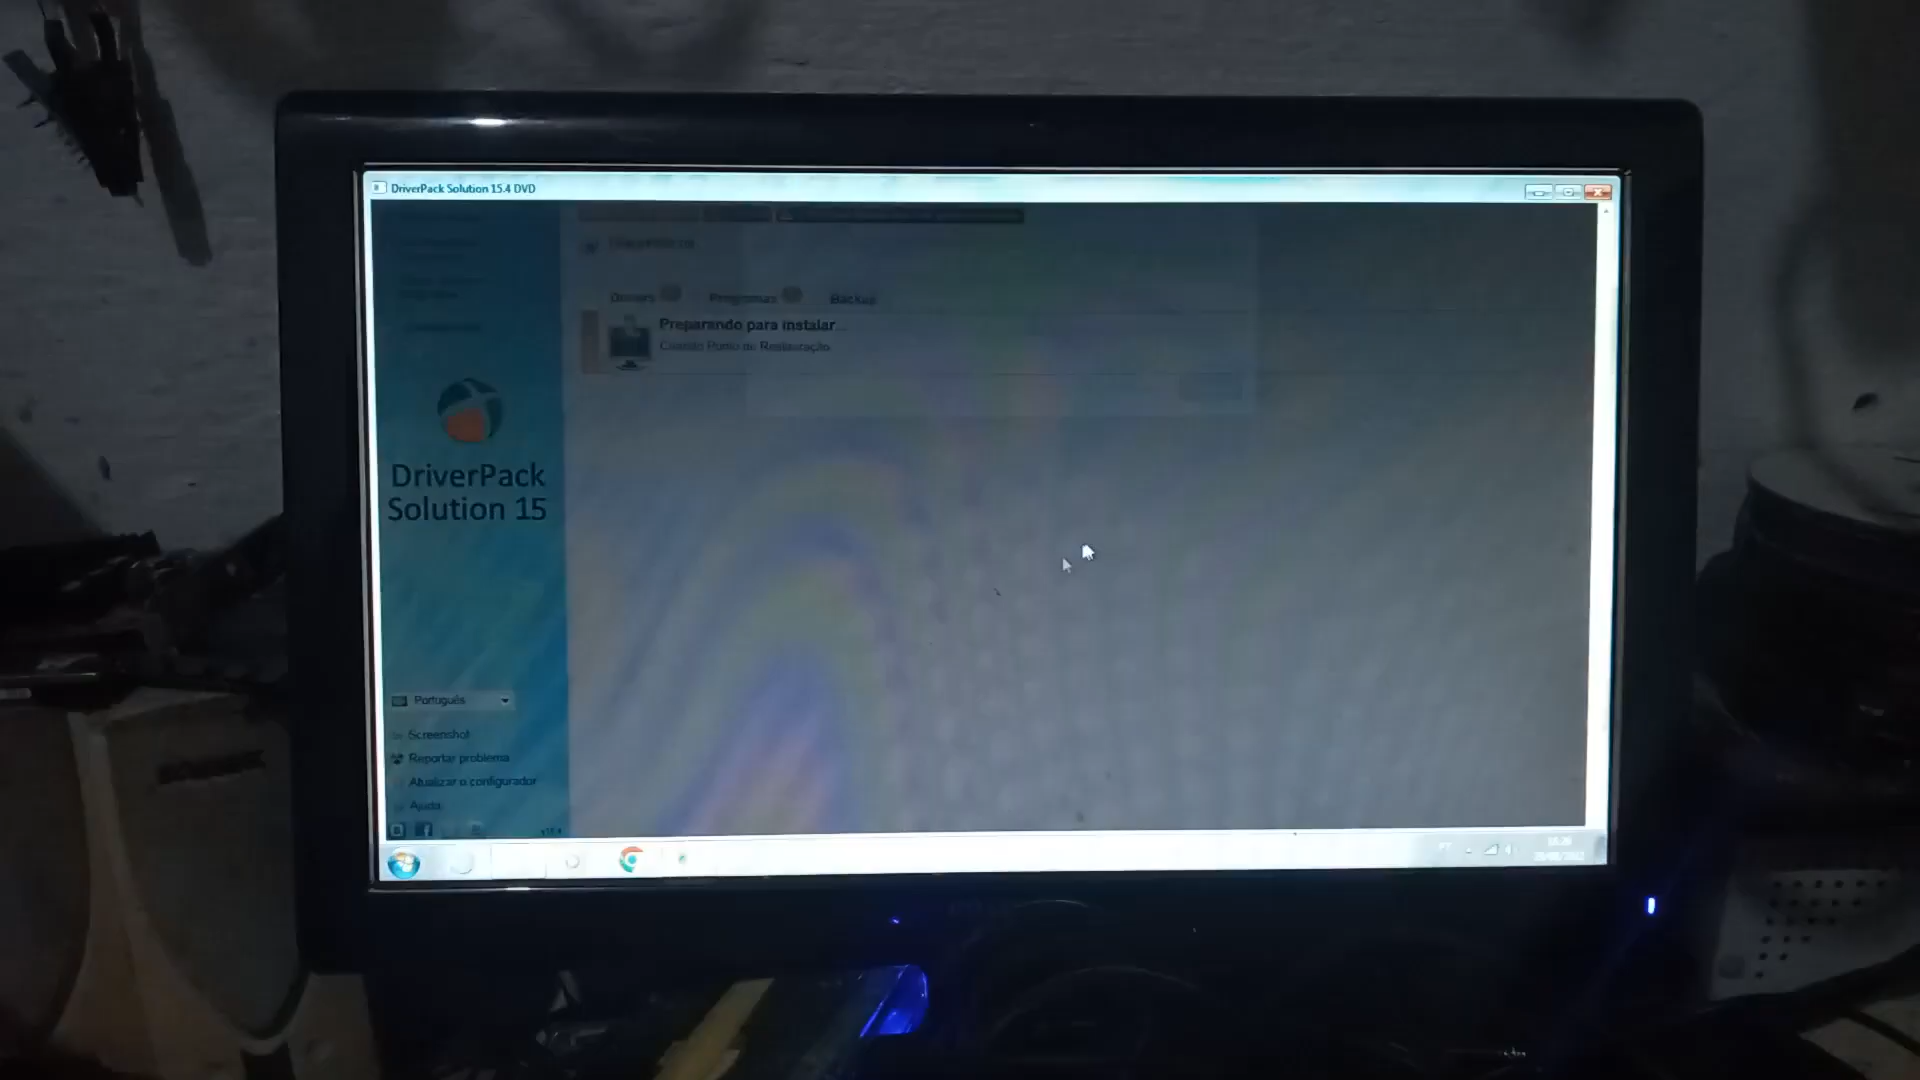 DriverPack Solution 15.4 DVD
Drivers
Programas
Backup
Preparando para instalar...
Criando Ponto de Restauração
DriverPack
Solution 15
Português
Screenshot
Reportar problema
Atualizar o configurador
Ajuda
PT